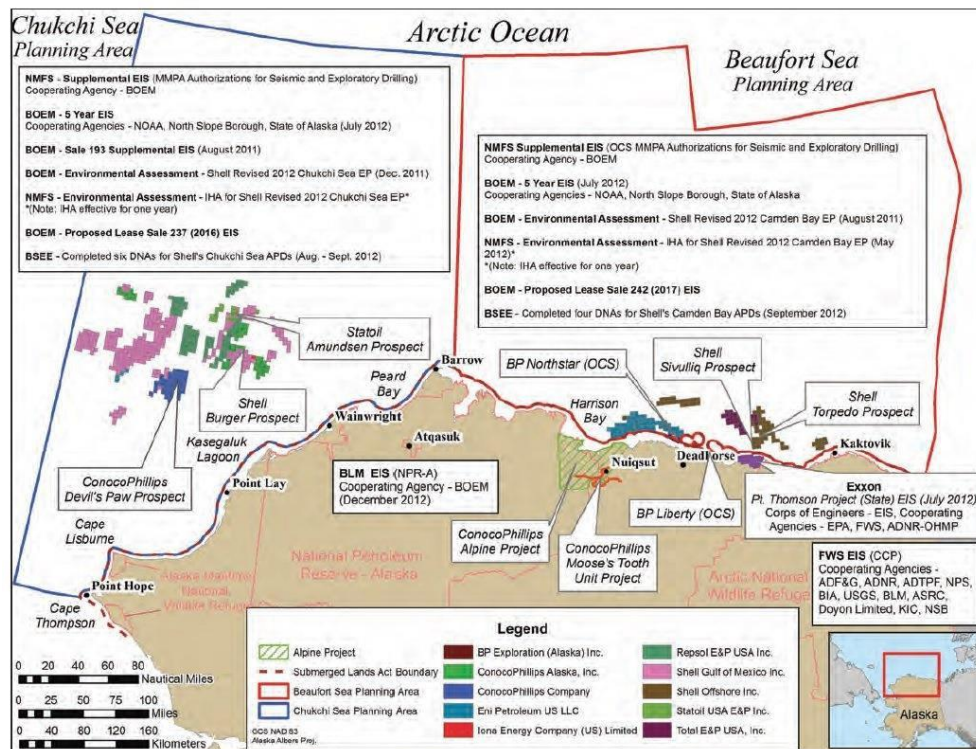 Chukchi Sea
Planning Area
Arctic Ocean
Beaufort Sea
Planning Area
NMFS - Supplemental EIS (MMPA Authorizations for Seismic and Exploratory Drilling)
Cooperating Agency - BOEM
BOEM - 5 Year EIS
Cooperating Agencies - NOAA, North Slope Borough, State of Alaska (July 2012)
BOEM - Sale 193 Supplemental EIS (August 2011)
BOEM - Environmental Assessment - Shell Revised 2012 Chukchi Sea EP (Dec. 2011)
NMFS - Environmental Assessment - IHA for Shell Revised 2012 Chukchi Sea EP*
*(Note: IHA effective for one year)
BOEM - Proposed Lease Sale 237 (2016) EIS
BSEE - Completed six DNAs for Shell's Chukchi Sea APDs (Aug. - Sept. 2012)
NMFS Supplemental EIS (OCS MMPA Authorizations for Seismic and Exploratory Drilling)
Cooperating Agency - BOEM
BOEM - 5 Year EIS (July 2012)
Cooperating Agencies - NOAA, North Slope Borough, State of Alaska
BOEM - Environmental Assessment - Shell Revised 2012 Camden Bay EP (August 2011)
NMFS - Environmental Assessment - IHA for Shell Revised 2012 Camden Bay EP (May
2012)*
*(Note: IHA effective for one year)
BOEM - Proposed Lease Sale 242 (2017) EIS
BSEE - Completed four DNAs for Shell's Camden Bay APDs (September 2012)
Statoil
Amundsen Prospect
Shell
Burger Prospect
ConocoPhillips
Devil's Paw Prospect
Barrow
Peard
Bay
Wainwright
Kasegaluk
Lagoon
Atqasuk
Point Lay
Cape
Lisburne
Point Hope
Cape
Thompson
BLM EIS (NPR-A)
Cooperating Agency - BOEM
(December 2012)
BP Northstar (OCS)
Shell
Sivulliq Prospect
Shell
Torpedo Prospect
Harrison
Bay
Nuiqsut
Deadhorse
Kaktovik
ConocoPhillips
Alpine Project
ConocoPhillips
Moose's Tooth
Unit Project
BP Liberty (OCS)
Exxon
Pt. Thomson Project (State) EIS (July 2012)
Corps of Engineers - EIS, Cooperating
Agencies - EPA, FWS, ADNR-OHMP
FWS EIS (CCP)
Cooperating Agencies -
ADF&G, ADNR, ADTPF, NPS,
BIA, USGS, BLM, ASRC,
Doyon Limited, KIC, NSB
Alaska Maritime
National
Wildlife Refuge
National Petroleum
Reserve - Alaska
Arctic National
Wildlife Refuge
Legend
Alpine Project
Submerged Lands Act Boundary
Beaufort Sea Planning Area
Chukchi Sea Planning Area
BP Exploration (Alaska) Inc.
ConocoPhillips Alaska, Inc.
ConocoPhillips Company
Eni Petroleum US LLC
Iona Energy Company (US) Limited
Repsol E&P USA Inc.
Shell Gulf of Mexico Inc.
Shell Offshore Inc.
Statoil USA E&P Inc.
Total E&P USA, Inc.
GCS NAD 83
Alaska Albers Proj.
0 10 20 40 60 80
Nautical Miles
0 20 40 60 80 100
Miles
0 20 40 80 120 160
Kilometers
Alaska